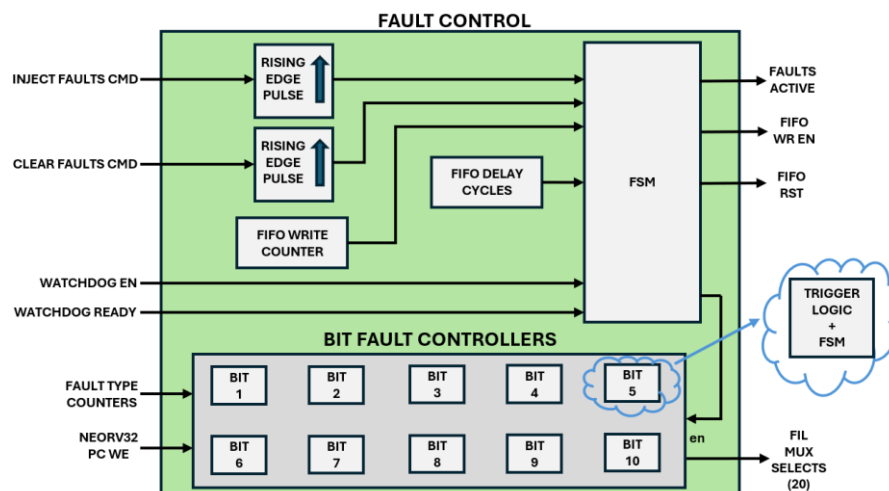 FAULT CONTROL
INJECT FAULTS CMD
RISING
EDGE
PULSE
FAULTS
ACTIVE
CLEAR FAULTS CMD
RISING
EDGE
PULSE
FIFO
WR EN
FIFO DELAY
CYCLES
FSM
FIFO
RST
FIFO WRITE
COUNTER
WATCHDOG EN
WATCHDOG READY
TRIGGER
LOGIC
+
FSM
BIT FAULT CONTROLLERS
FAULT TYPE
COUNTERS
BIT
1
BIT
2
BIT
3
BIT
4
BIT
5
en
NEORV32
PC WE
BIT
6
BIT
7
BIT
8
BIT
9
BIT
10
FIL
MUX
SELECTS
(20)